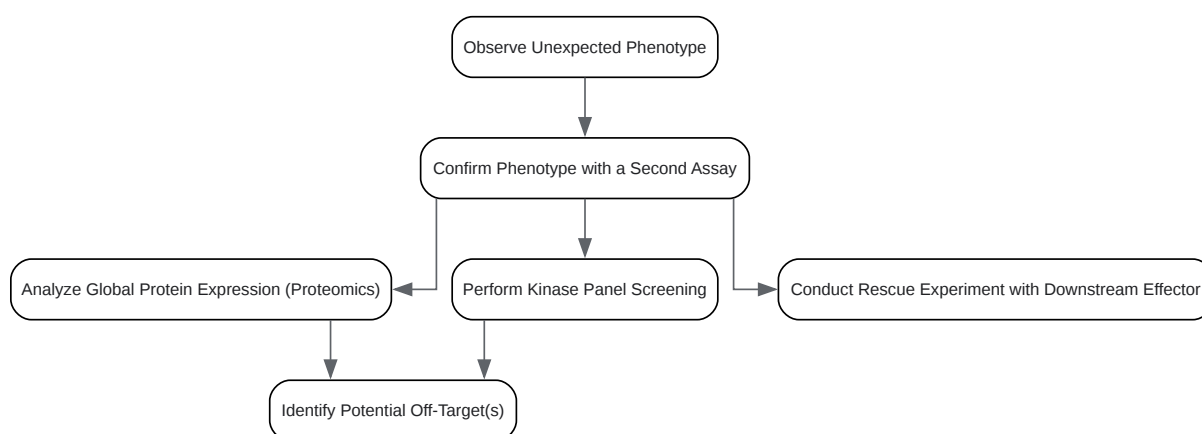 Observe Unexpected Phenotype
Confirm Phenotype with a Second Assay
Analyze Global Protein Expression (Proteomics)
Perform Kinase Panel Screening
Conduct Rescue Experiment with Downstream Effector
Identify Potential Off-Target(s)